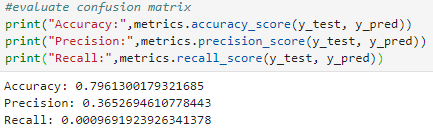 #evaluate confusion matrix
print("Accuracy:",metrics.accuracy_score(y_test, y_pred))
print("Precision:",metrics.precision_score(y_test, y_pred))
print("Recall:",metrics.recall_score(y_test, y_pred))
Accuracy: 0.7961300179321685
Precision: 0.3652694610778443
Recall: 0.0009691923926341378